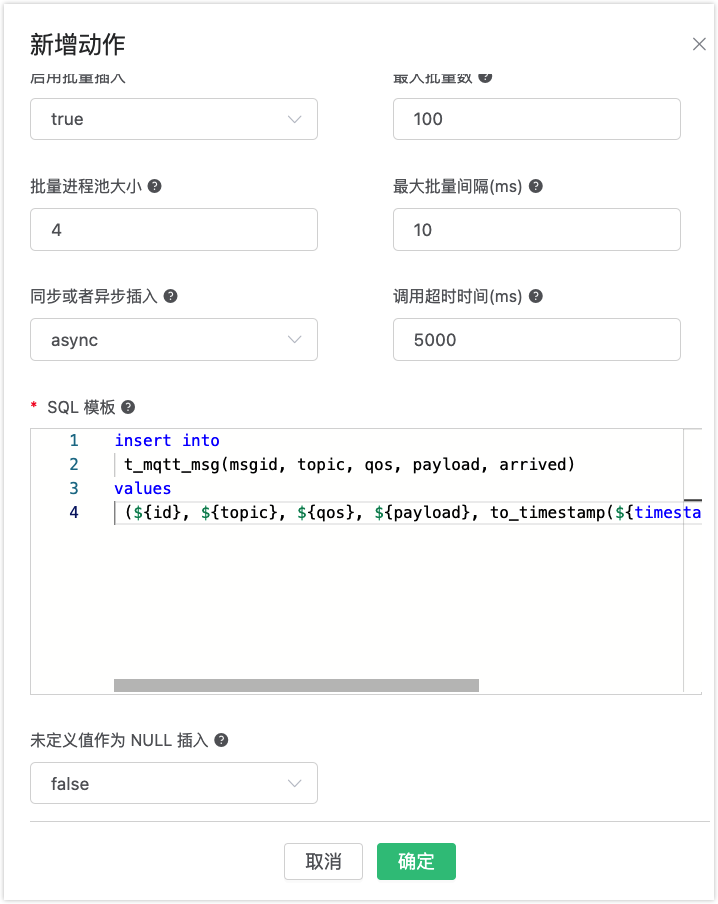 新增动作
启用批量插入 最大批量数 ?
true 100
批量进程池大小 ? 最大批量间隔(ms) ?
4 10
同步或者异步插入 ? 调用超时时间(ms) ?
async 5000
* SQL 模板 ?
1 insert into
2 t_mqtt_msg(msgid, topic, qos, payload, arrived)
3 values
4 (${id}, ${topic}, ${qos}, ${payload}, to_timestamp(${timesta
未定义值作为 NULL 插入 ?
false
取消 确定